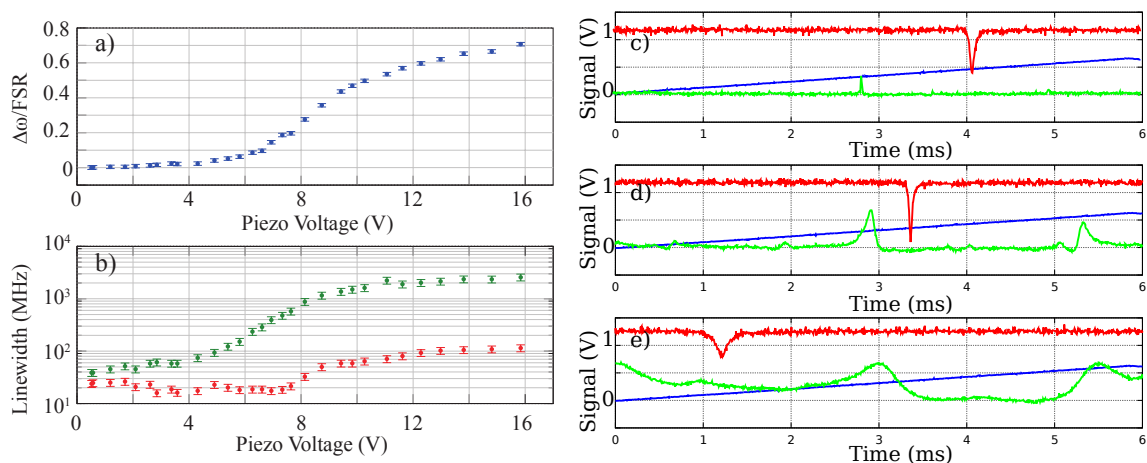 a)
Δω/FSR
0.8
0.6
0.4
0.2
0
0 4 8 12 16
Piezo Voltage (V)
b)
Linewidth (MHz)
10⁴
10³
10²
10¹
0 4 8 12 16
Piezo Voltage (V)
c)
Signal (V)
1
0
0 1 2 3 4 5 6
Time (ms)
d)
Signal (V)
1
0
0 1 2 3 4 5 6
Time (ms)
e)
Signal (V)
1
0
0 1 2 3 4 5 6
Time (ms)